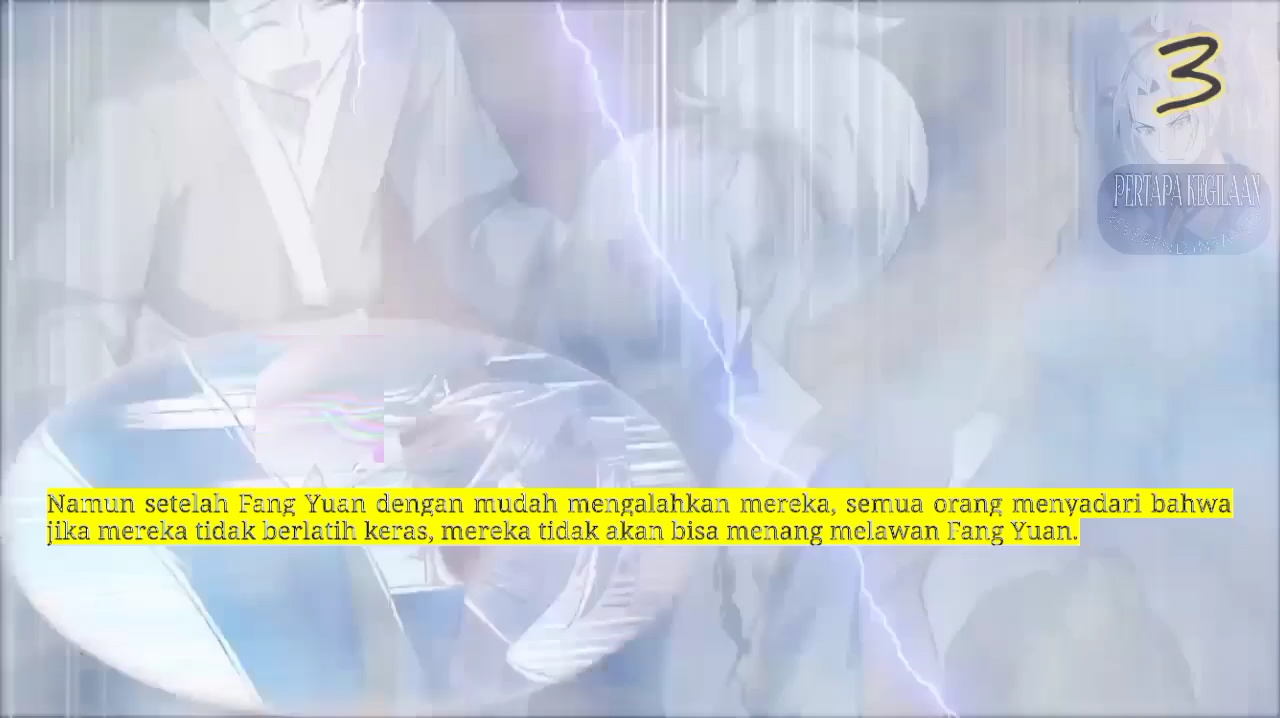 3
PERTAPA KEGILAAN
Namun setelah Fang Yuan dengan mudah mengalahkan mereka, semua orang menyadari bahwa
jika mereka tidak berlatih keras, mereka tidak akan bisa menang melawan Fang Yuan.